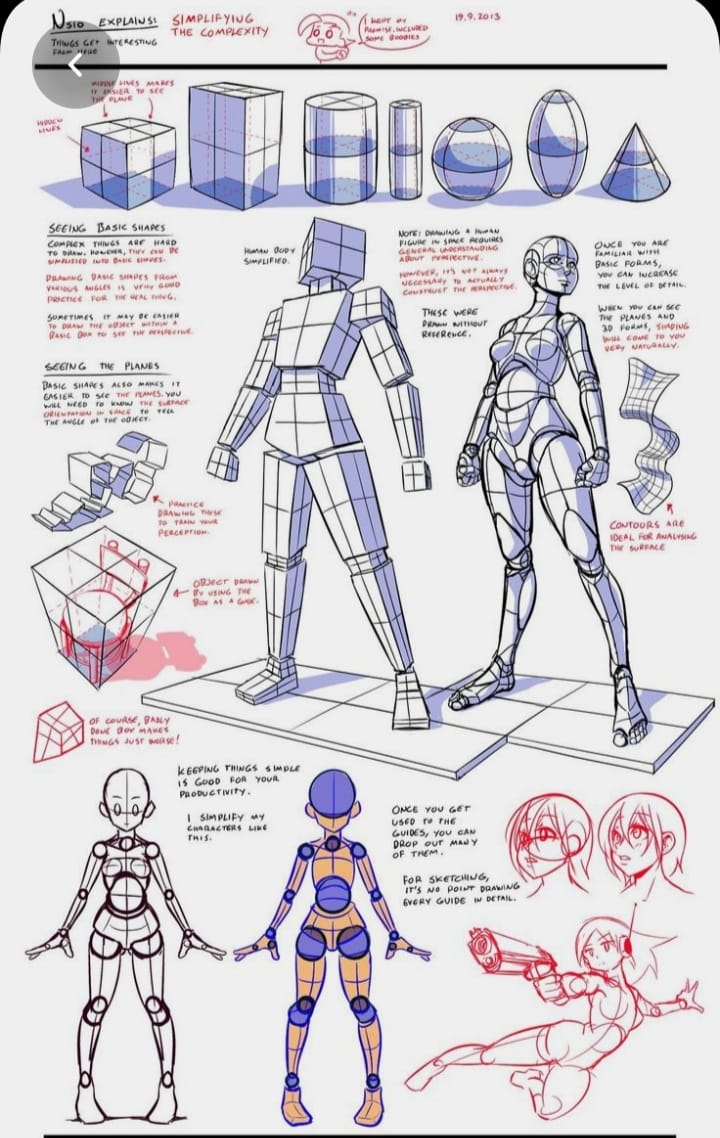 NSIO EXPLAINS:
THINGS GET INTERESTING
FROM HERE
SIMPLIFYING
THE COMPLEXITY
I KEPT MY
PROMISE, INCLUDED
SOME BOOBIES
19.9.2013
MIDDLE LINES MAKES
IT EASIER TO SEE
THE PLANE
HIDDEN
LINES
SEEING BASIC SHAPES
COMPLEX THINGS ARE HARD
TO DRAW. HOWEVER, THEY CAN BE
SIMPLIFIED INTO BASIC SHAPES.
DRAWING BASIC SHAPES FROM
VARIOUS ANGLES IS VERY GOOD
PRACTICE FOR THE REAL THING.
SOMETIMES IT MAY BE EASIER
TO DRAW THE OBJECT WITHIN A
BASIC BOX TO SEE THE PERSPECTIVE.
SEEING THE PLANES
BASIC SHAPES ALSO MAKES IT
EASIER TO SEE THE PLANES. YOU
WILL NEED TO KNOW THE SURFACE
ORIENTATION IN SPACE TO TELL
THE ANGLE OF THE OBJECT.
HUMAN BODY
SIMPLIFIED.
NOTE: DRAWING A HUMAN
FIGURE IN SPACE REQUIRES
GENERAL UNDERSTANDING
ABOUT PERSPECTIVE.
HOWEVER, IT'S NOT ALWAYS
NECESSARY TO ACTUALLY
CONSTRUCT THE PERSPECTIVE.
THESE WERE
DRAWN WITHOUT
REFERENCE.
ONCE YOU ARE
FAMILIAR WITH
BASIC FORMS,
YOU CAN INCREASE
THE LEVEL OF DETAIL.
WHEN YOU CAN SEE
THE PLANES AND
3D FORMS, SHADING
WILL COME TO YOU
VERY NATURALLY.
PRACTICE
DRAWING THESE
TO TRAIN YOUR
PERCEPTION.
CONTOURS ARE
IDEAL FOR ANALYSING
THE SURFACE
OBJECT DRAWN
BY USING THE
BOX AS A GUIDE.
OF COURSE, BADLY
DONE BOX MAKES
THINGS JUST WORSE!
KEEPING THINGS SIMPLE
IS GOOD FOR YOUR
PRODUCTIVITY.
I SIMPLIFY MY
CHARACTERS LIKE
THIS.
ONCE YOU GET
USED TO THE
GUIDES, YOU CAN
DROP OUT MANY
OF THEM.
FOR SKETCHING,
IT'S NO POINT DRAWING
EVERY GUIDE IN DETAIL.